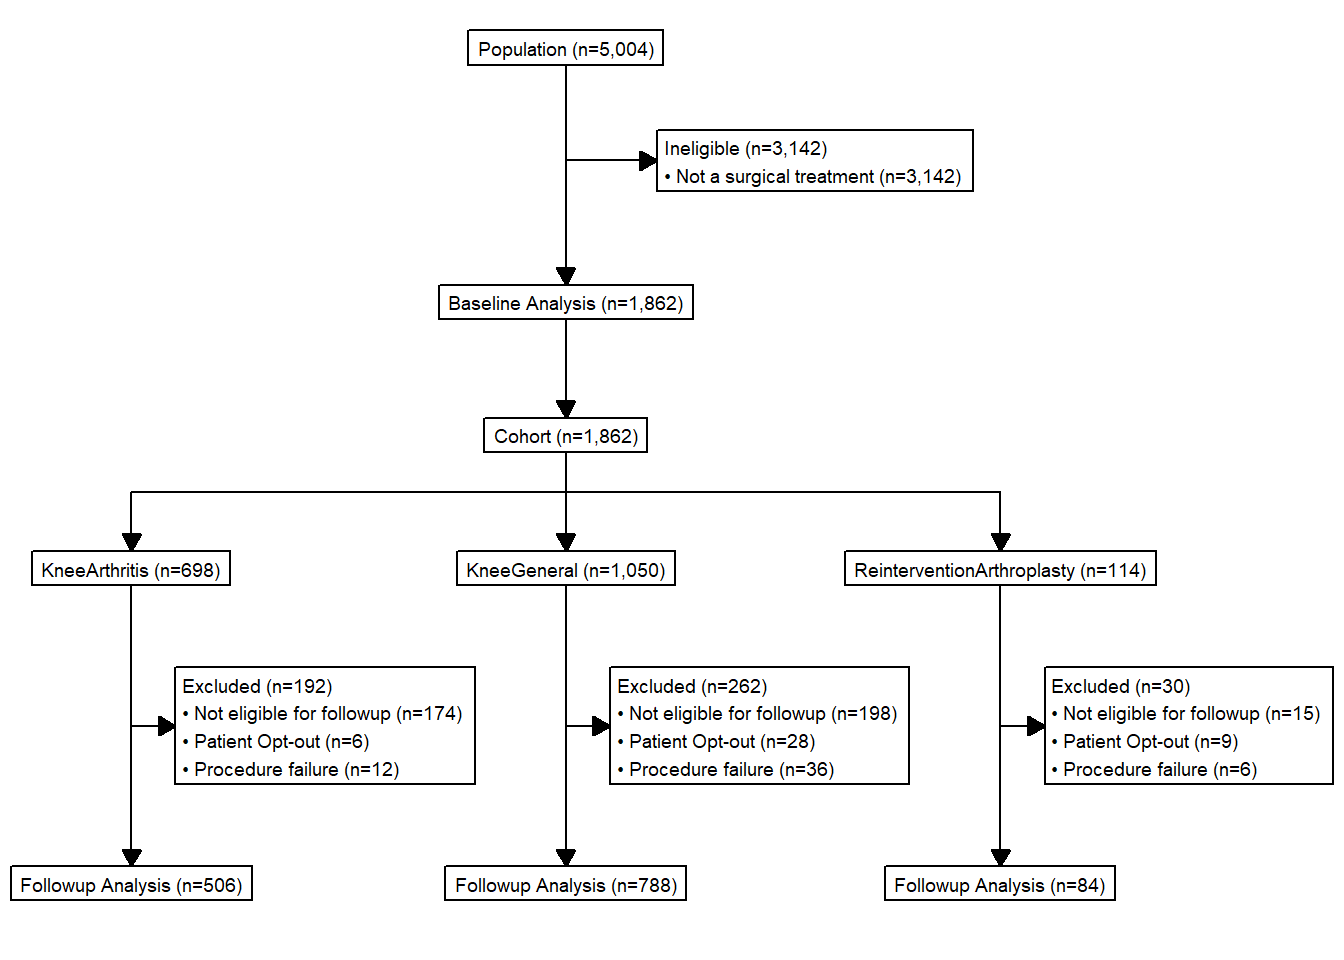 Population (n=5,004)
Ineligible (n=3,142)
• Not a surgical treatment (n=3,142)
Baseline Analysis (n=1,862)
Cohort (n=1,862)
KneeArthritis (n=698)
KneeGeneral (n=1,050)
ReinterventionArthroplasty (n=114)
Excluded (n=192)
• Not eligible for followup (n=174)
• Patient Opt-out (n=6)
• Procedure failure (n=12)
Excluded (n=262)
• Not eligible for followup (n=198)
• Patient Opt-out (n=28)
• Procedure failure (n=36)
Excluded (n=30)
• Not eligible for followup (n=15)
• Patient Opt-out (n=9)
• Procedure failure (n=6)
Followup Analysis (n=506)
Followup Analysis (n=788)
Followup Analysis (n=84)